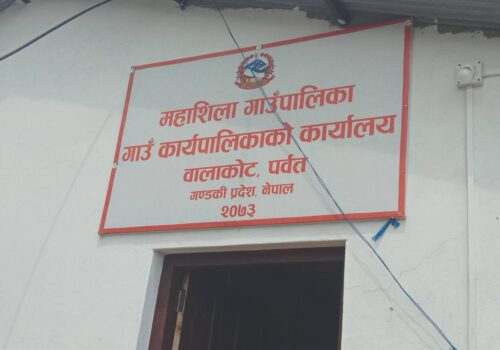 महाशिला गाउँपालिका
गाउँ कार्यपालिकाको कार्यालय
वालाकोट, पर्वत
गण्डकी प्रदेश, नेपाल
२०७३